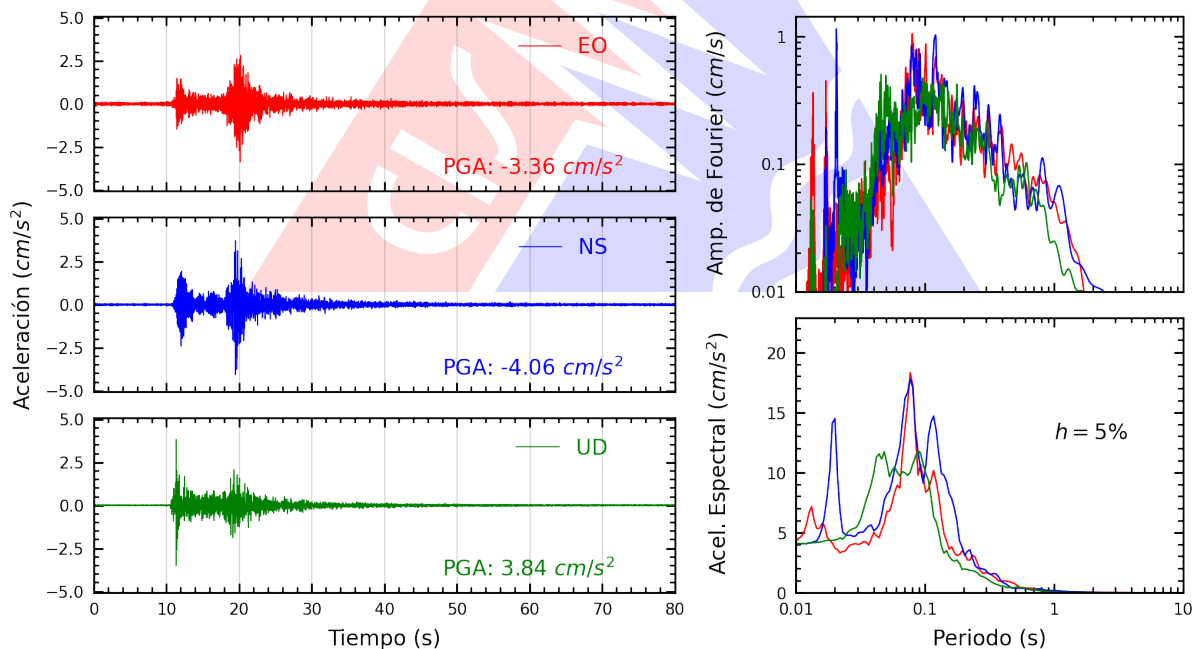 5.0
2.5
0.0
−2.5
−5.0
EO
PGA: -3.36 cm/s²
5.0
2.5
0.0
−2.5
−5.0
NS
PGA: -4.06 cm/s²
5.0
2.5
0.0
−2.5
−5.0
UD
PGA: 3.84 cm/s²
0 10 20 30 40 50 60 70 80
Tiempo (s)
Aceleración (cm/s²)
1
0.1
0.01
Amp. de Fourier (cm/s)
20
15
10
5
0
Acel. Espectral (cm/s²)
h = 5%
0.01 0.1 1 10
Periodo (s)
CISMID